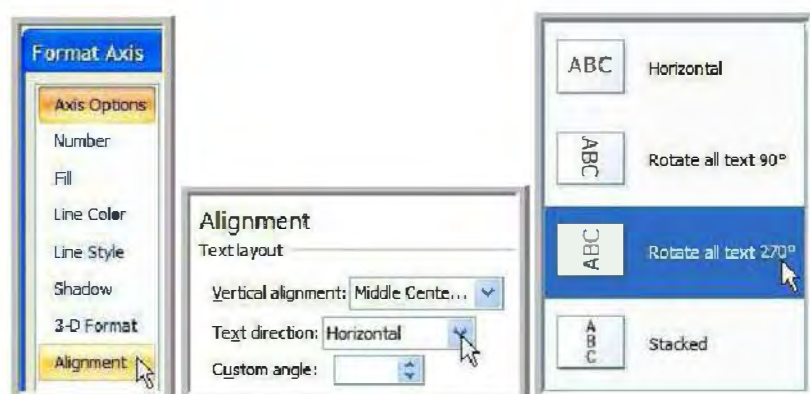 Format Axis
Axis Options
Number
Fill
Line Color
Line Style
Shadow
3-D Format
Alignment
Alignment
Text layout
Vertical alignment: Middle Cente...
Text direction: Horizontal
Custom angle:
ABC Horizontal
ABC Rotate all text 90°
ABC Rotate all text 270°
ABC Stacked